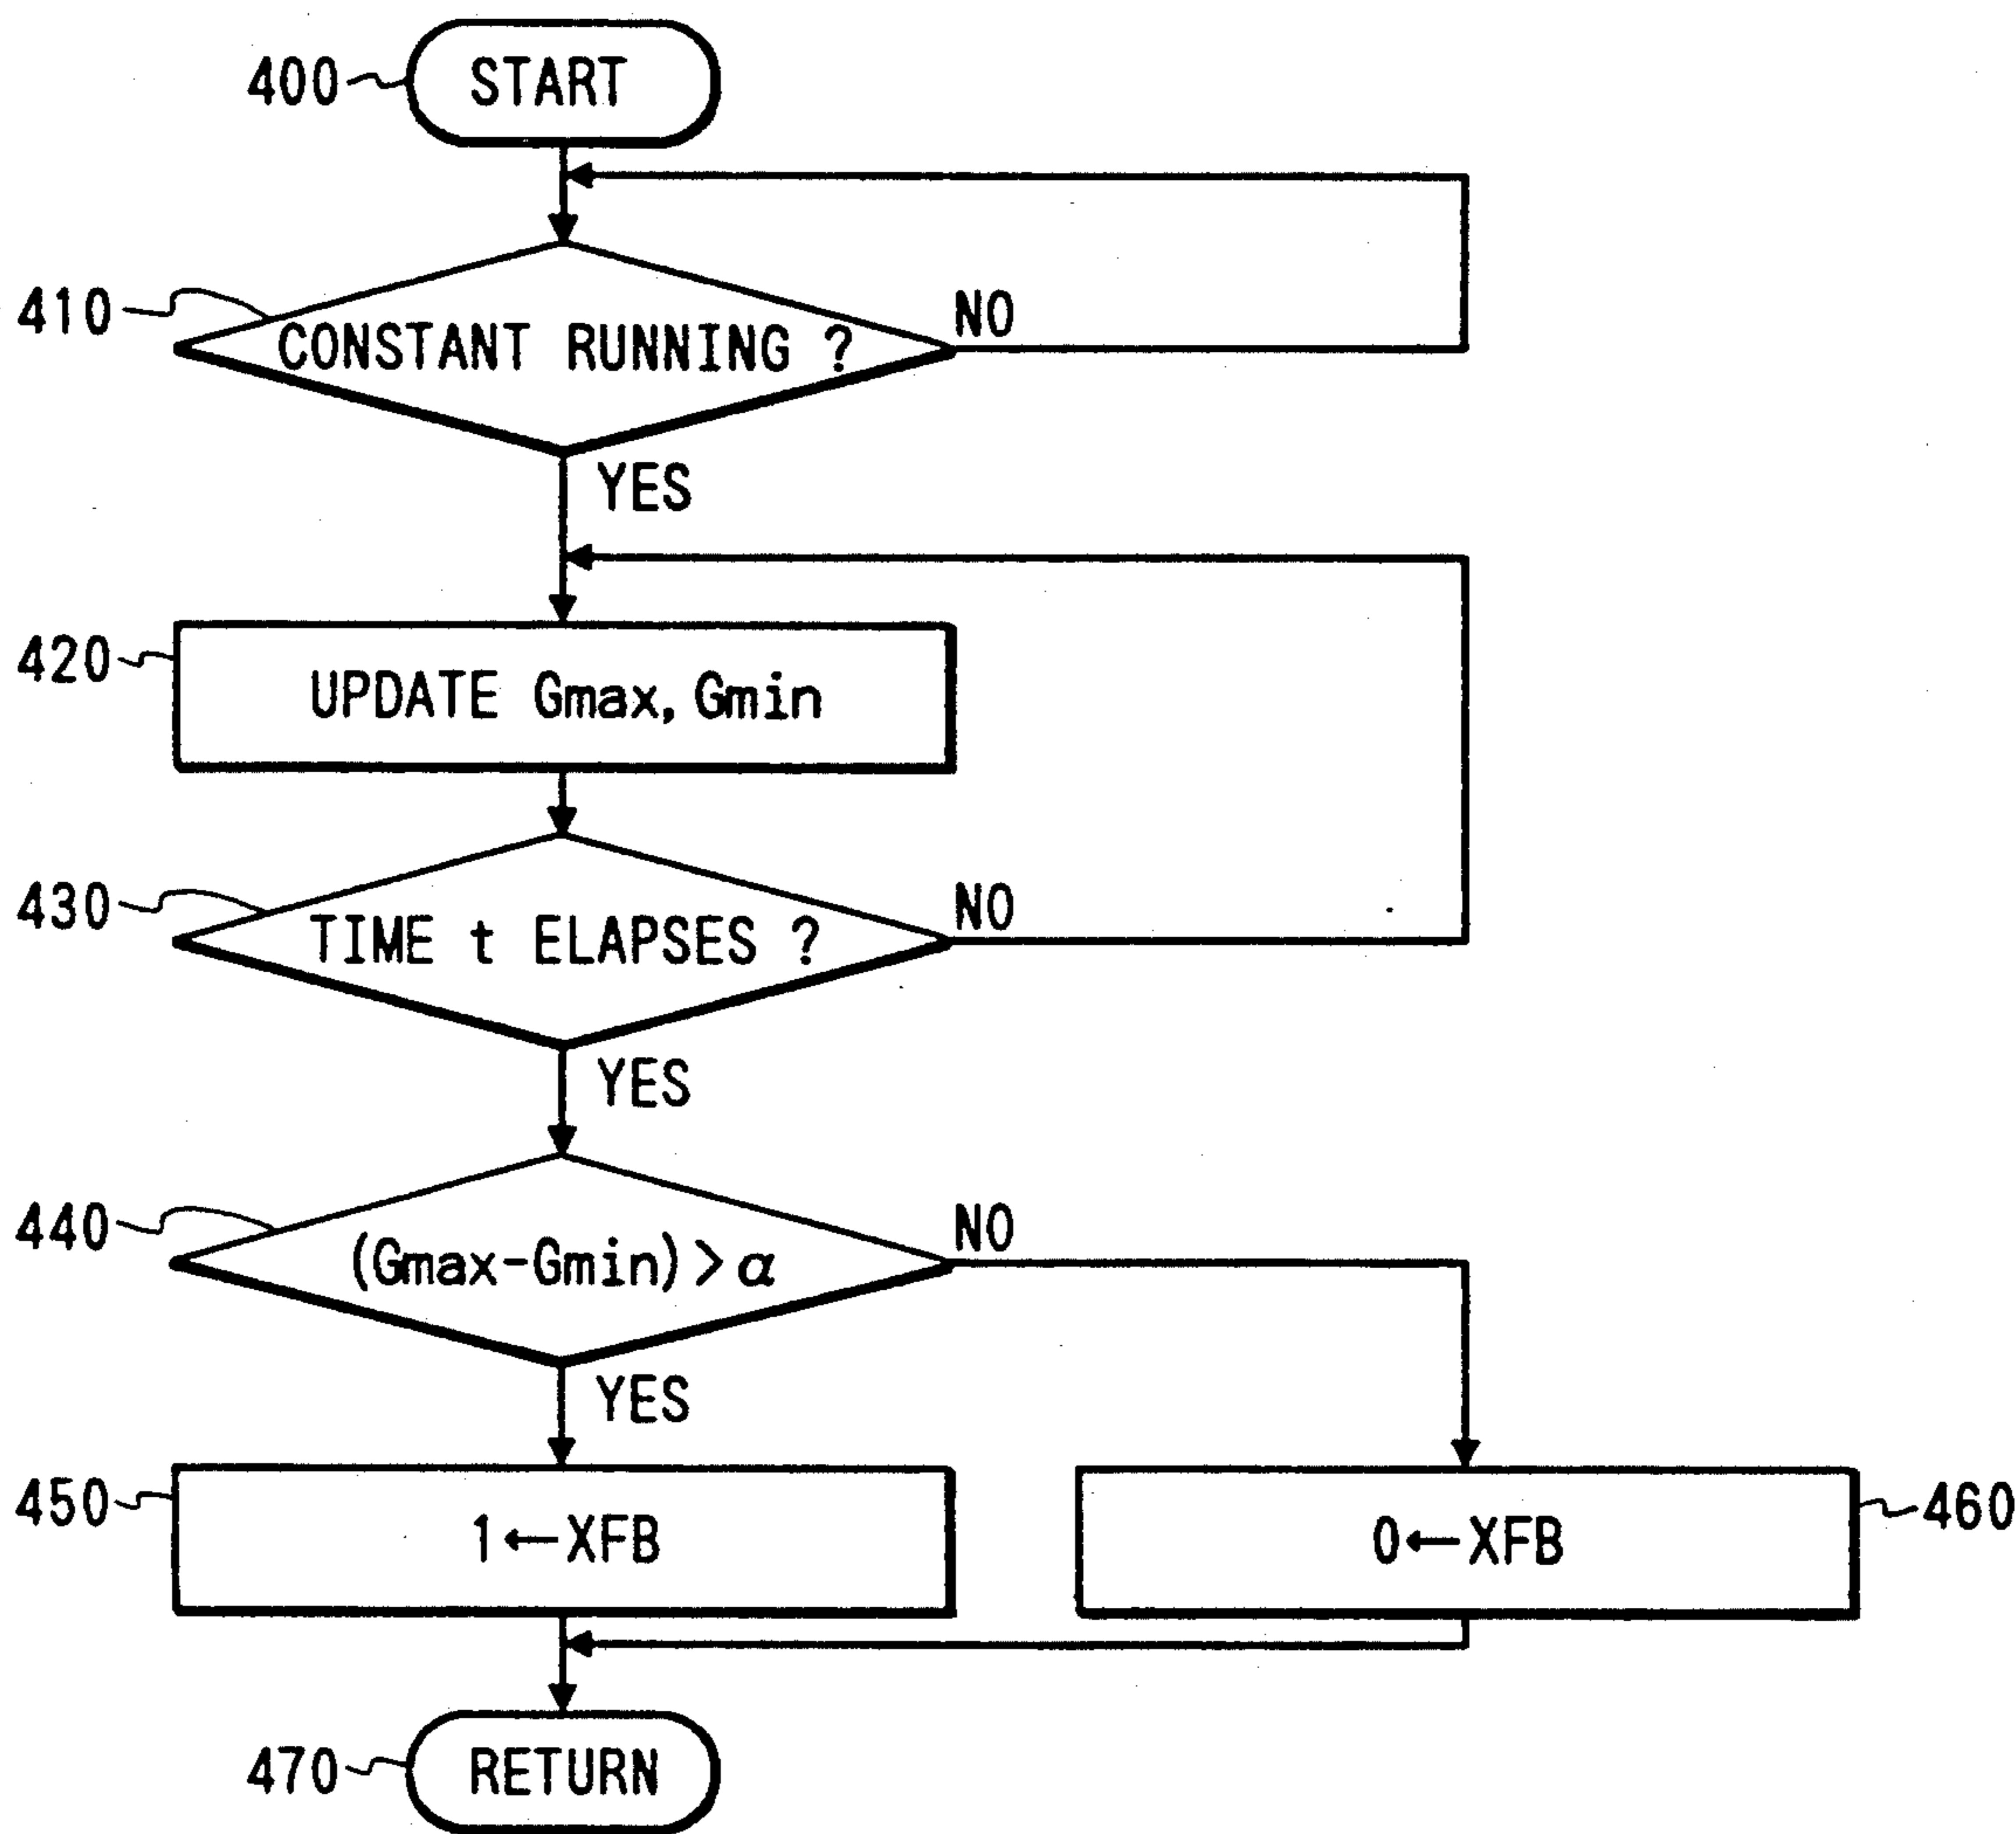 400
START
410
CONSTANT RUNNING ?
NO
YES
420
UPDATE Gmax, Gmin
430
TIME t ELAPSES ?
NO
YES
440
(Gmax-Gmin) > α
NO
YES
450
1←XFB
0←XFB
460
470
RETURN